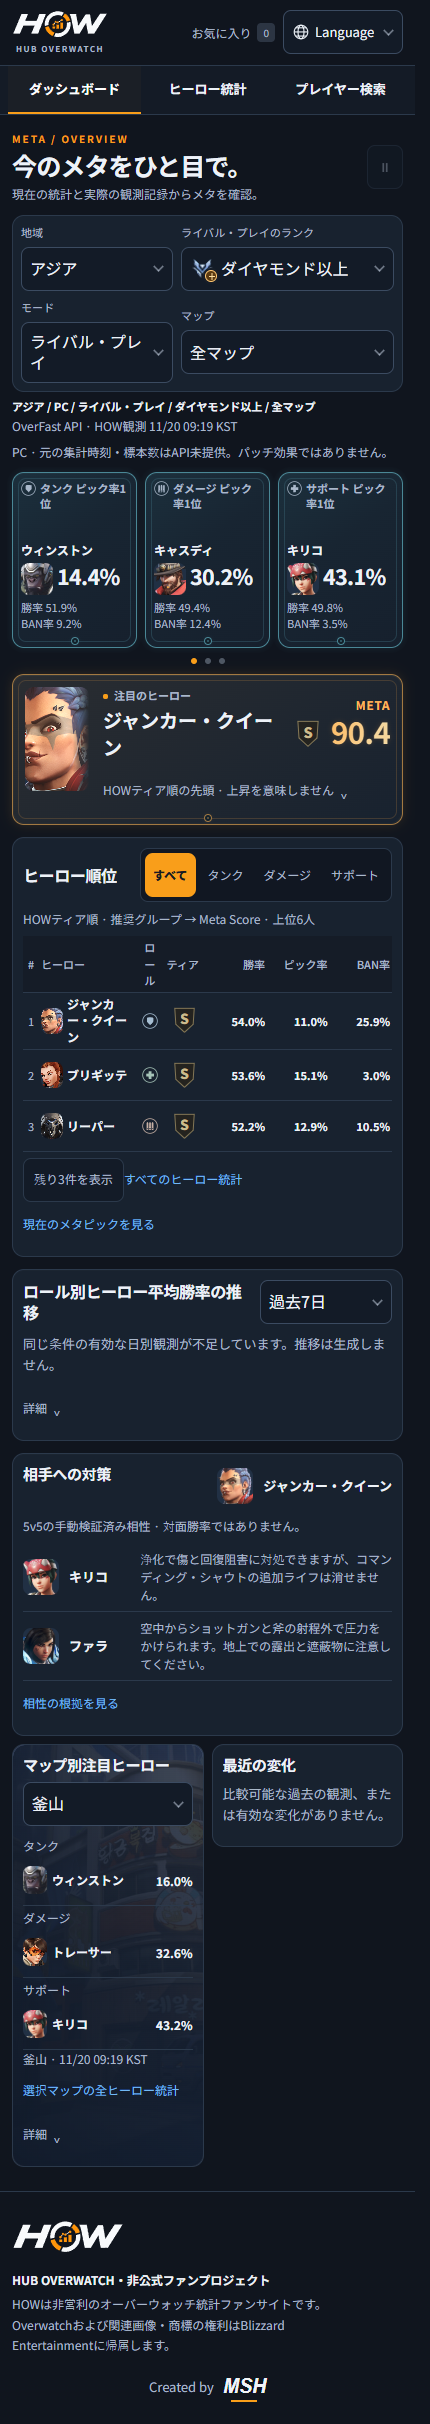 HOW
HUB OVERWATCH
お気に入り 0
Language
ダッシュボード
ヒーロー統計
プレイヤー検索
META / OVERVIEW
今のメタをひと目で。
現在の統計と実際の観測記録からメタを確認。
地域
ライバル・プレイのランク
アジア
ダイヤモンド以上
モード
マップ
ライバル・プレ
イ
全マップ
アジア / PC / ライバル・プレイ / ダイヤモンド以上 / 全マップ
OverFast API · HOW観測 11/20 09:19 KST
PC · 元の集計時刻・標本数はAPI未提供。パッチ効果ではありません。
タンク ピック率1
位
ウィンストン
14.4%
勝率 51.9%
BAN率 9.2%
ダメージ ピック
率1位
キャスディ
30.2%
勝率 49.4%
BAN率 12.4%
サポート ピック
率1位
キリコ
43.1%
勝率 49.8%
BAN率 3.5%
注目のヒーロー
ジャンカー・クイー
ン
META
S 90.4
HOWティア順の先頭 · 上昇を意味しません
ヒーロー順位
すべて
タンク
ダメージ
サポート
HOWティア順 · 推奨グループ → Meta Score · 上位6人
# ヒーロー ロール ティア 勝率 ピック率 BAN率
1 ジャンカー・クイーン S 54.0% 11.0% 25.9%
2 ブリギッテ S 53.6% 15.1% 3.0%
3 リーパー S 52.2% 12.9% 10.5%
残り3件を表示
すべてのヒーロー統計
現在のメタピックを見る
ロール別ヒーロー平均勝率の推
移
過去7日
同じ条件の有効な日別観測が不足しています。推移は生成しま
せん。
詳細
相手への対策
ジャンカー・クイーン
5v5の手動検証済み相性 · 対面勝率ではありません。
キリコ
浄化で傷と回復阻害に対処できますが、コマン
ディング・シャウトの追加ライフは消せませ
ん。
ファラ
空中からショットガンと斧の射程外で圧力を
かけられます。地上での露出と遮蔽物に注意し
てください。
相性の根拠を見る
マップ別注目ヒーロー
釜山
タンク
ウィンストン 16.0%
ダメージ
トレーサー 32.6%
サポート
キリコ 43.2%
釜山 · 11/20 09:19 KST
選択マップの全ヒーロー統計
詳細
最近の変化
比較可能な過去の観測、また
は有効な変化がありません。
HOW
HUB OVERWATCH・非公式ファンプロジェクト
HOWは非営利のオーバーウォッチ統計ファンサイトです。
Overwatchおよび関連画像・商標の権利はBlizzard
Entertainmentに帰属します。
Created by MSH